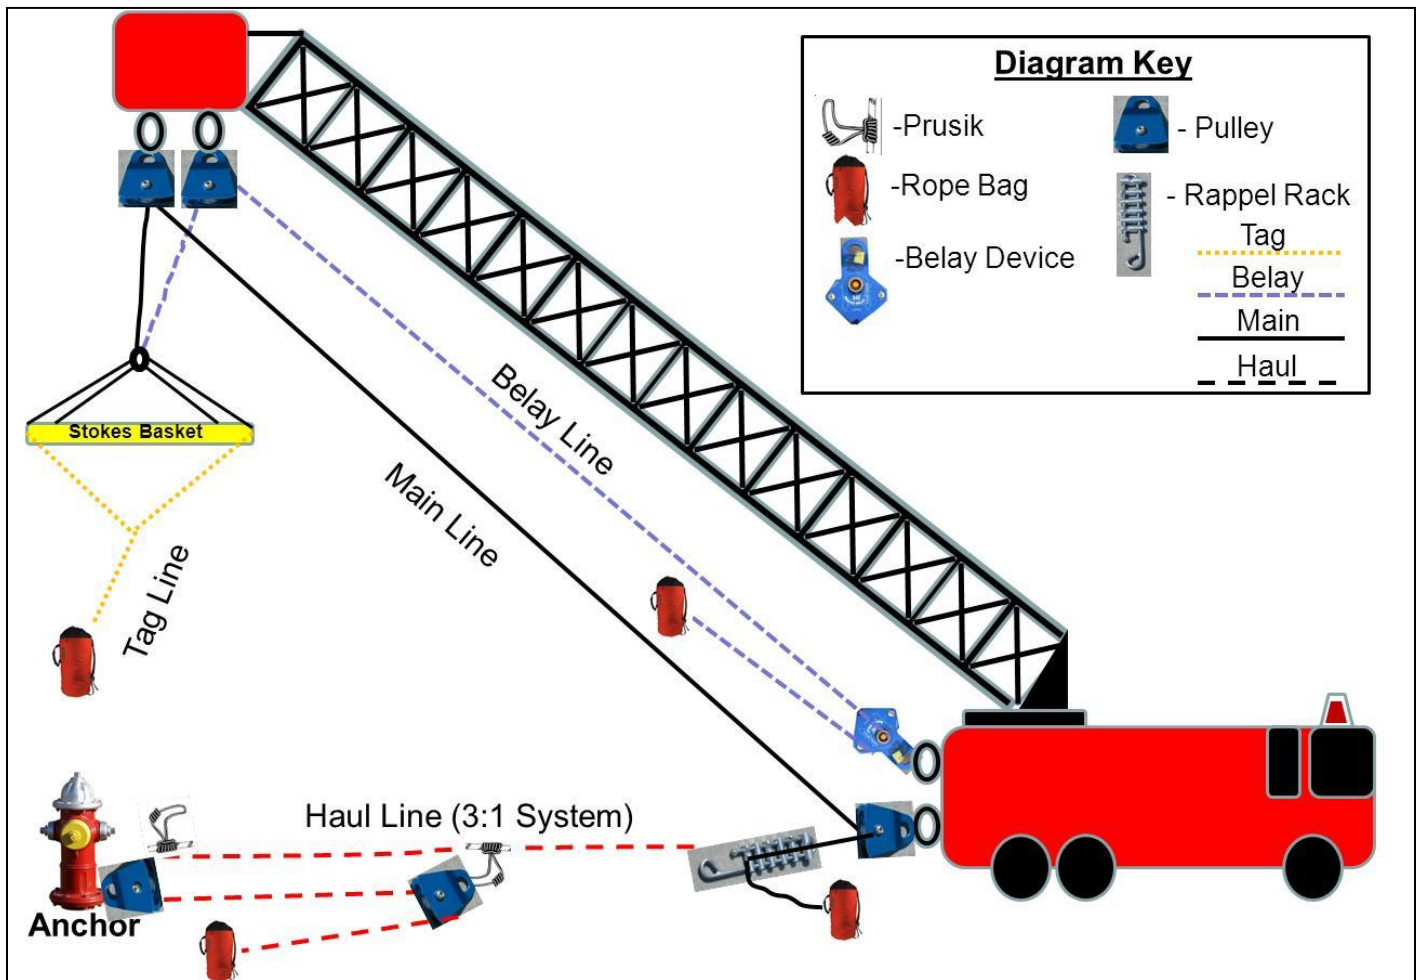 Diagram Key
-Prusik
- Pulley
-Rope Bag
- Rappel Rack
-Belay Device
Tag
Belay
Main
Haul
Stokes Basket
Belay Line
Main Line
Tag Line
Haul Line (3:1 System)
Anchor